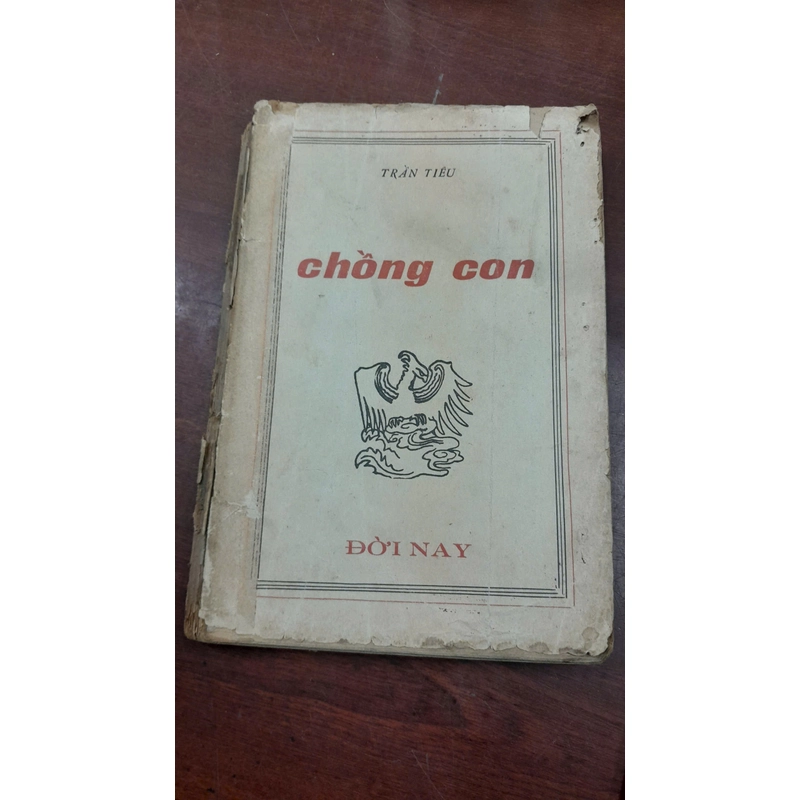 TRẦN TIÊU
chồng con
ĐỜI NAY